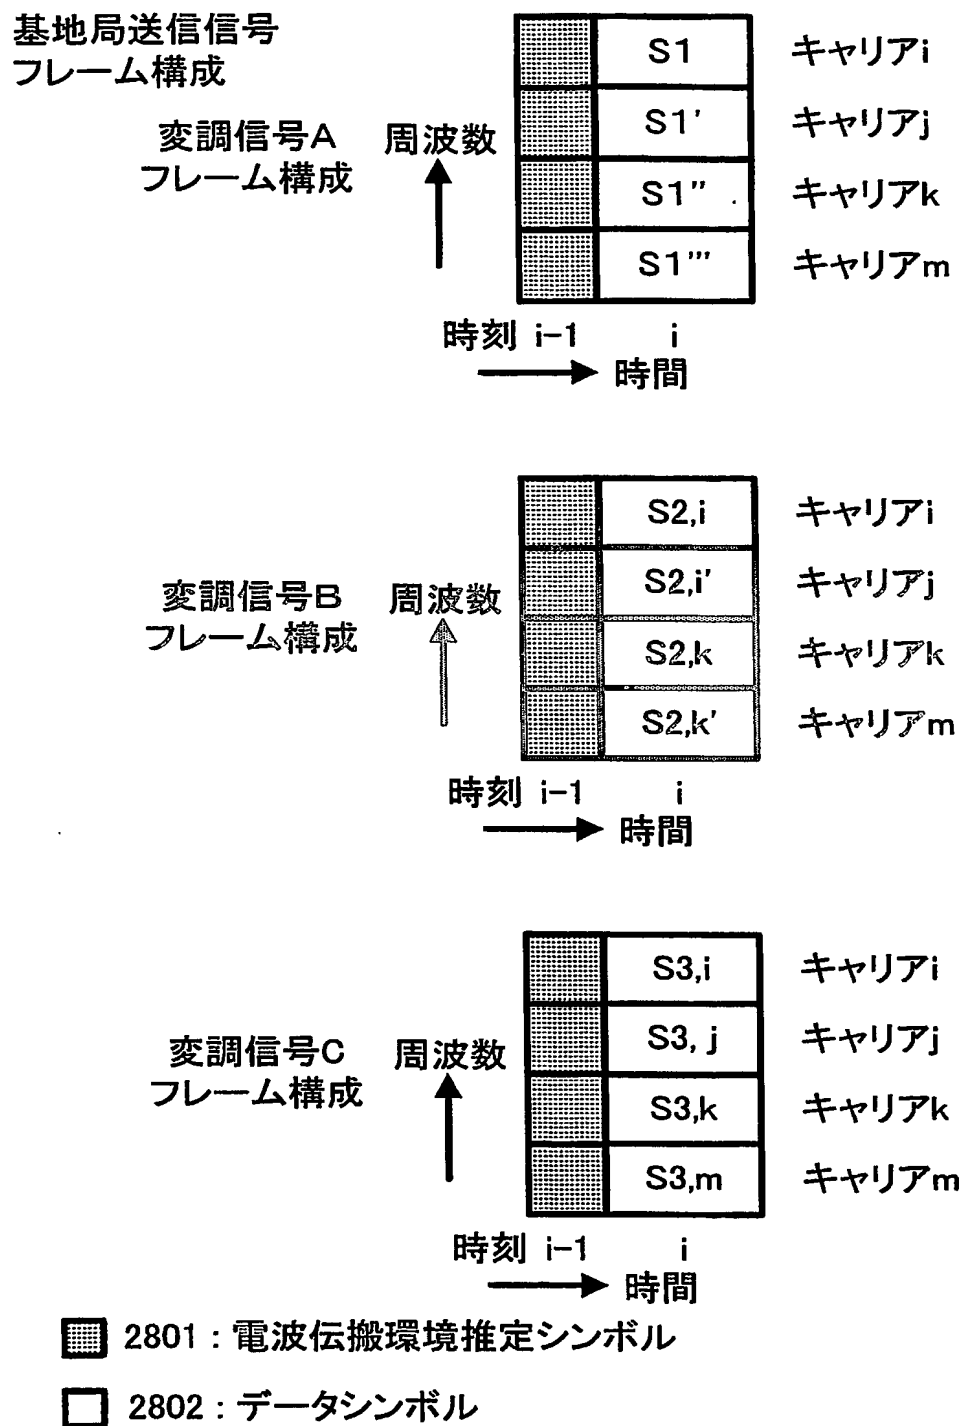 基地局送信信号
フレーム構成
変調信号A
フレーム構成
周波数
S1 キャリアi
S1' キャリアj
S1'' キャリアk
S1''' キャリアm
時刻 i-1 i
時間
変調信号B
フレーム構成
周波数
S2,i キャリアi
S2,i' キャリアj
S2,k キャリアk
S2,k' キャリアm
時刻 i-1 i
時間
変調信号C
フレーム構成
周波数
S3,i キャリアi
S3, j キャリアj
S3,k キャリアk
S3,m キャリアm
時刻 i-1 i
時間
2801 : 電波伝搬環境推定シンボル
2802 : データシンボル